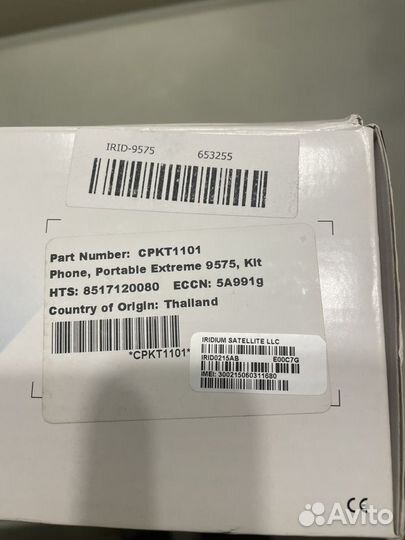 IRID-9575 653255
Part Number: CPKT1101
Phone, Portable Extreme 9575, Kit
HTS: 8517120080 ECCN: 5A991g
Country of Origin: Thailand
*CPKT1101*
IRIDIUM SATELLITE LLC
IRID0215AB E00C7G
IMEI: 300215060311680
CE
Avito